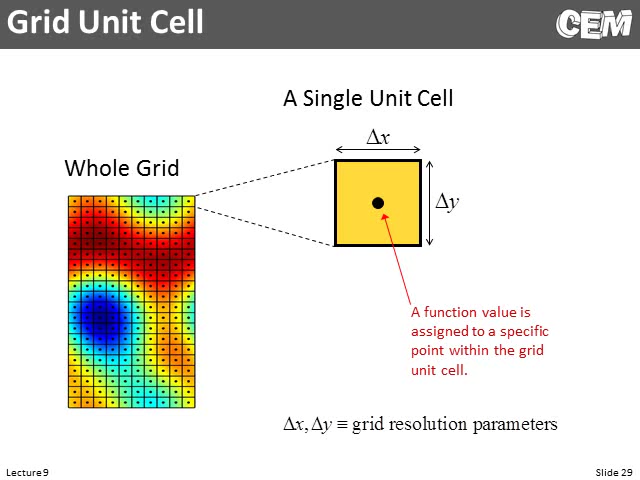 Grid Unit Cell
CEM
A Single Unit Cell
Δx
Whole Grid
Δy
A function value is
assigned to a specific
point within the grid
unit cell.
Δx, Δy ≡ grid resolution parameters
Lecture 9
Slide 29